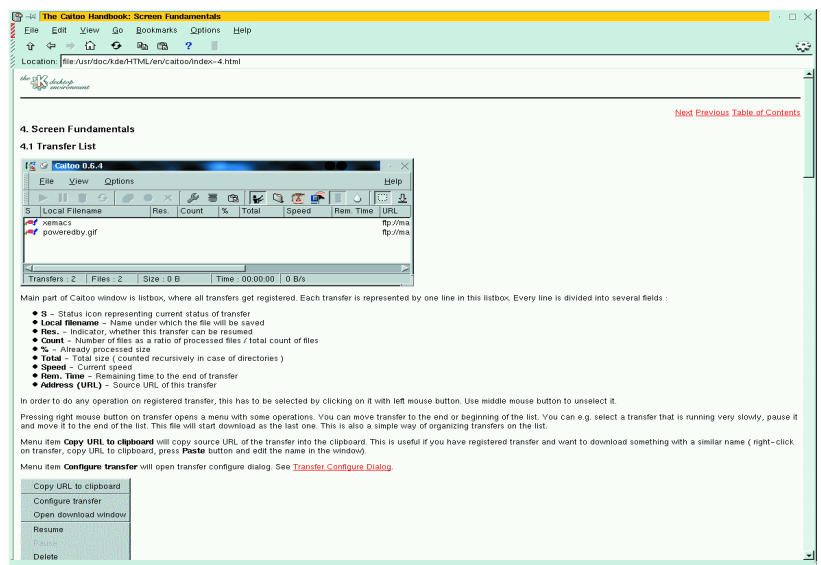 The Caitoo Handbook: Screen Fundamentals
File Edit View Go Bookmarks Options Help
Location: file:/usr/doc/kde/HTML/en/caitoo/index-4.html
the K desktop
environment
Next Previous Table of Contents
4. Screen Fundamentals
4.1 Transfer List
Caitoo 0.6.4
File View Options Help
S Local Filename Res. Count % Total Speed Rem. Time URL
xemacs ftp://ma
poweredby.gif ftp://ma
Transfers : 2 Files : 2 Size : 0 B Time : 00:00:00 0 B/s
Main part of Caitoo window is listbox, where all transfers get registered. Each transfer is represented by one line in this listbox. Every line is divided into several fields :
S - Status icon representing current status of transfer
Local filename - Name under which the file will be saved
Res. - Indicator, whether this transfer can be resumed
Count - Number of files as a ratio of processed files / total count of files
% - Already processed size
Total - Total size ( counted recursively in case of directories )
Speed - Current speed
Rem. Time - Remaining time to the end of transfer
Address (URL) - Source URL of this transfer
In order to do any operation on registered transfer, this has to be selected by clicking on it with left mouse button. Use middle mouse button to unselect it.
Pressing right mouse button on transfer opens a menu with some operations. You can move transfer to the end or beginning of the list. You can e.g. select a transfer that is running very slowly, pause it
and move it to the end of the list. This file will start download as the last one. This is also a simple way of organizing transfers on the list.
Menu item Copy URL to clipboard will copy source URL of the transfer into the clipboard. This is useful if you have registered transfer and want to download something with a similar name ( right-click
on transfer, copy URL to clipboard, press Paste button and edit the name in the window).
Menu item Configure transfer will open transfer configure dialog. See Transfer Configure Dialog.
Copy URL to clipboard
Configure transfer
Open download window
Resume
Pause
Delete